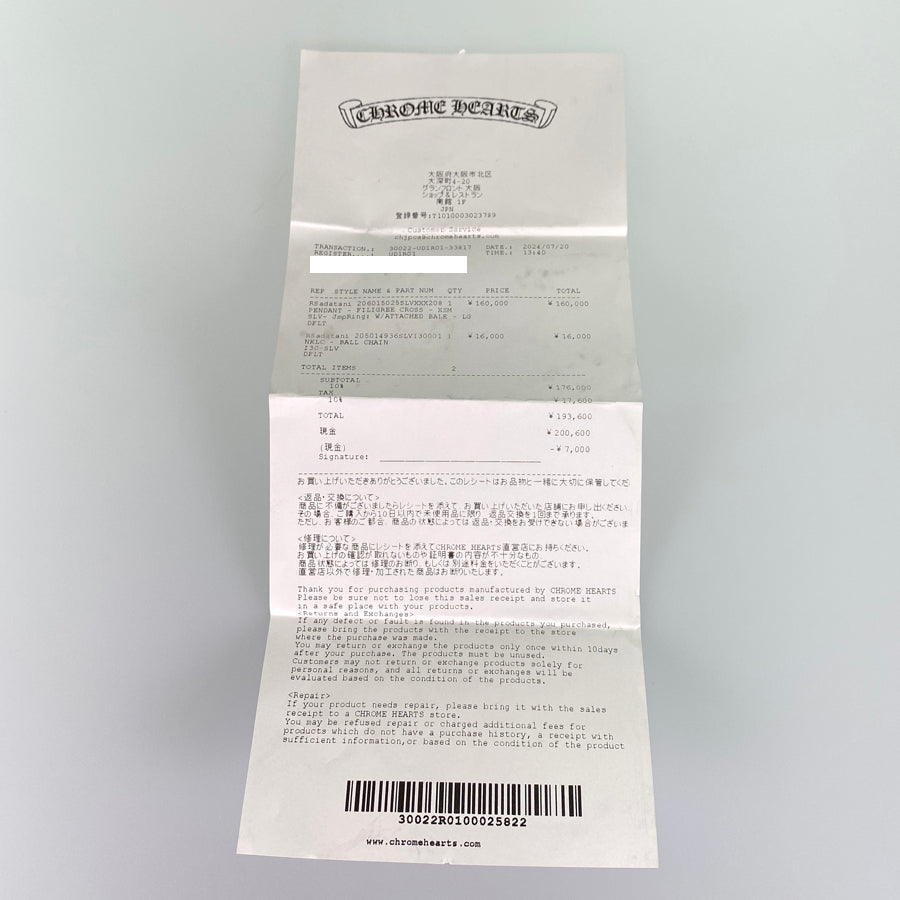 CHROME HEARTS
大阪府大阪市北区
大深町4-20
グランフロント大阪
ショップ&レストラン
南館 1F
JPN
登録番号:T1010003023789
Customer Service
chjpcs@chromehearts.com
TRANSACTION.: 30022-UDIR01-33817 DATE.: 2024/07/20
REGISTER....: UDIR01 TIME.: 13:40
REP STYLE NAME & PART NUM QTY PRICE TOTAL
RSadatani 206015025SLVXXX208 1 ¥160,000 ¥160,000
PENDANT - FILIGREE CROSS - XSM
SLV- JmpRing: W/ATTACHED BALE - LG
DFLT
RSadatani 205014936SLVI30001 1 ¥16,000 ¥16,000
NKLC - BALL CHAIN
I30-SLV
DFLT
TOTAL ITEMS 2
SUBTOTAL
10% ¥176,000
TAX
10% ¥17,600
TOTAL ¥193,600
現金 ¥200,600
(現金) -¥7,000
Signature:
お買い上げいただきありがとうございました。このレシートはお品物と一緒に大切に保管してくだ
<返品・交換について>
商品に不備がございましたらレシートを添えて、お買い上げいただいた店舗にお申し出ください。
その場合、ご購入から10日以内で未使用品に限り、返品交換を1回まで承ります。
ただし、お客様のご都合、商品の状態によっては返品・交換をお受けできない場合がございま
<修理について>
修理が必要な商品にレシートを添えてCHROME HEARTS直営店にお持ちください。
お買い上げの確認が取れないものや証明書の内容が不十分なもの、
商品状態によっては修理のお断り、もしくは別途料金をいただくことがございます。
直営店以外で修理・加工された商品はお断りいたします。
Thank you for purchasing products manufactured by CHROME HEARTS
Please be sure not to lose this sales receipt and store it
in a safe place with your products.
<Returns and Exchanges>
If any defect or fault is found in the products you purchased,
please bring the products with the receipt to the store
where the purchase was made.
You may return or exchange the products only once within 10days
after your purchase. The products must be unused.
Customers may not return or exchange products solely for
personal reasons, and all returns or exchanges will be
evaluated based on the condition of the products.
<Repair>
If your product needs repair, please bring it with the sales
receipt to a CHROME HEARTS store.
You may be refused repair or charged additional fees for
products which do not have a purchase history, a receipt with
sufficient information,or based on the condition of the product
30022R0100025822
www.chromehearts.com